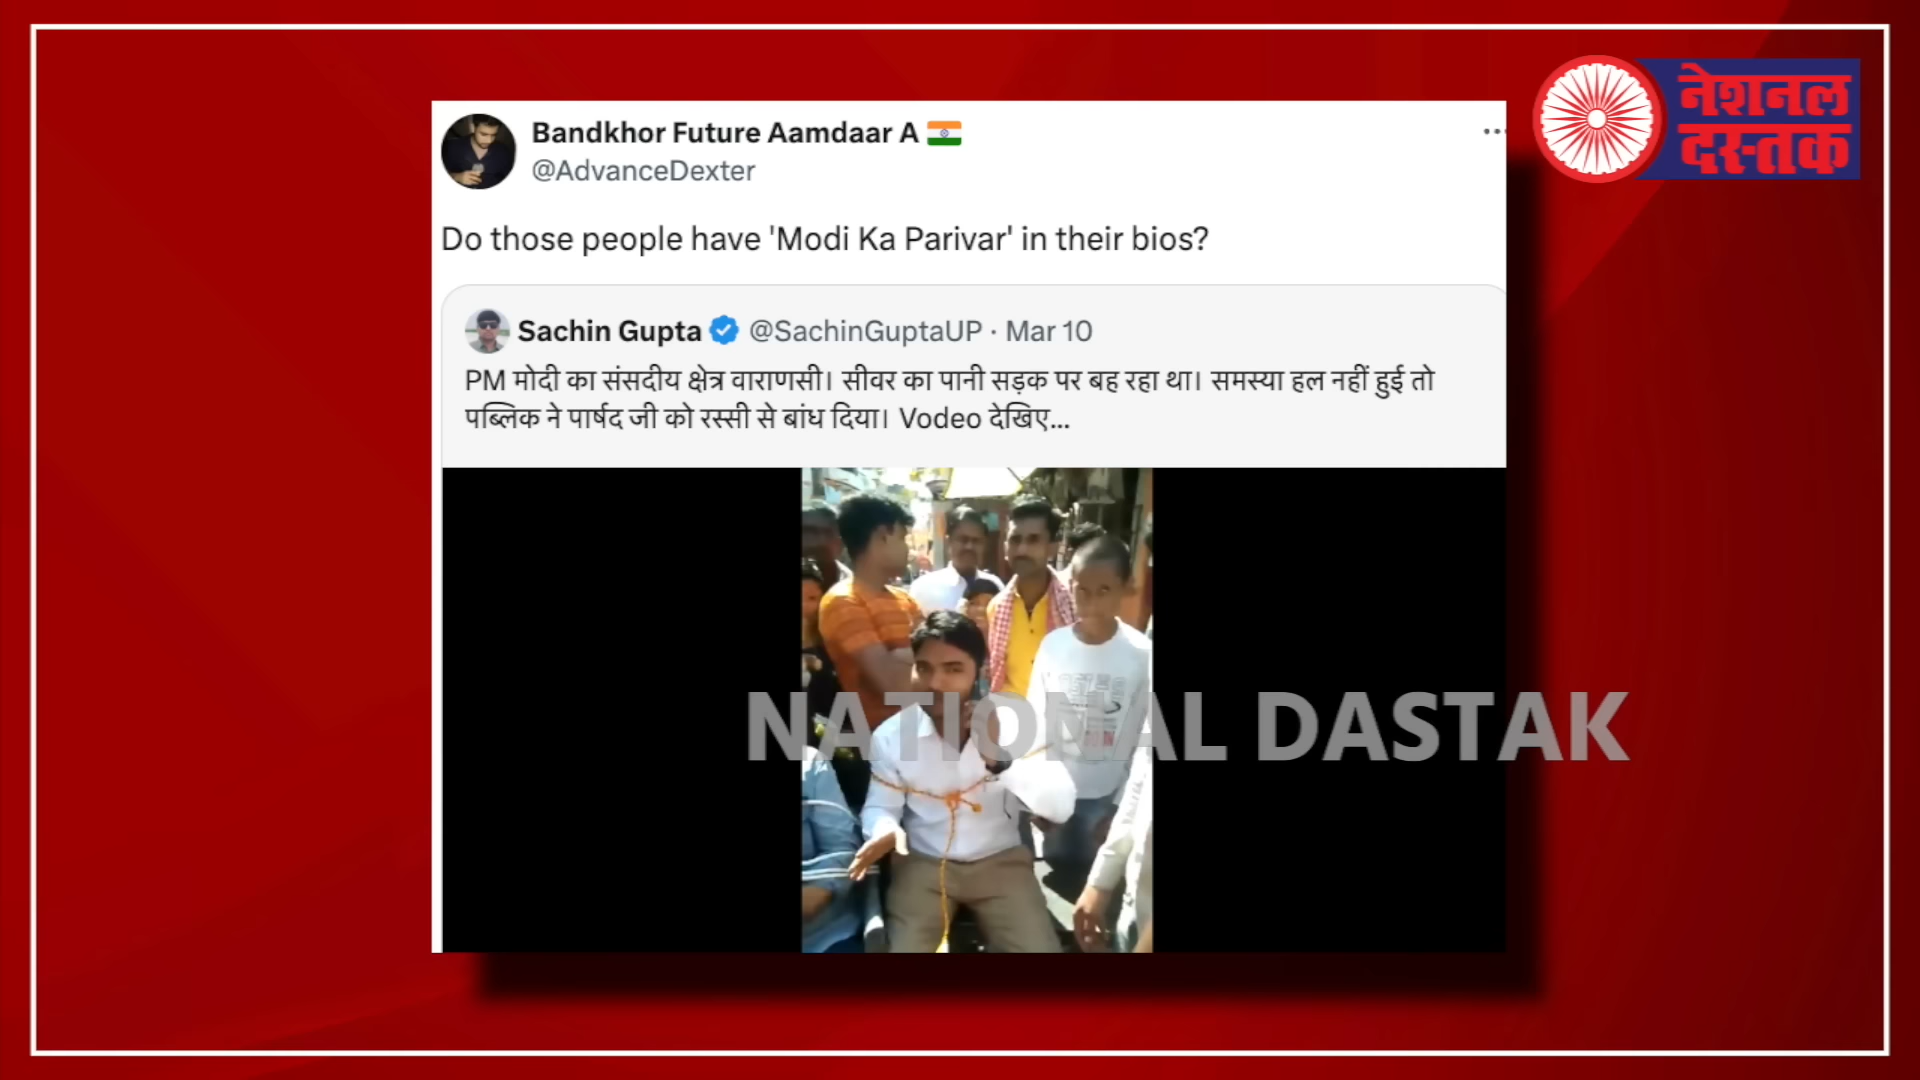 नेशनल
दस्तक
Bandkhor Future Aamdaar A
@AdvanceDexter
Do those people have 'Modi Ka Parivar' in their bios?
Sachin Gupta @SachinGuptaUP · Mar 10
PM मोदी का संसदीय क्षेत्र वाराणसी। सीवर का पानी सड़क पर बह रहा था। समस्या हल नहीं हुई तो
पब्लिक ने पार्षद जी को रस्सी से बांध दिया। Vodeo देखिए...
NATIONAL DASTAK